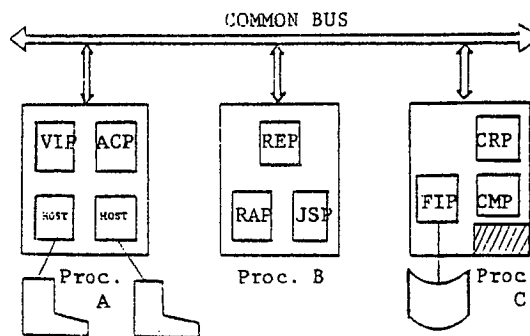 COMMON BUS
VIP ACP
HOST HOST
Proc. A
REP
RAP JSP
Proc. B
CRP
FIP CMP
Proc C